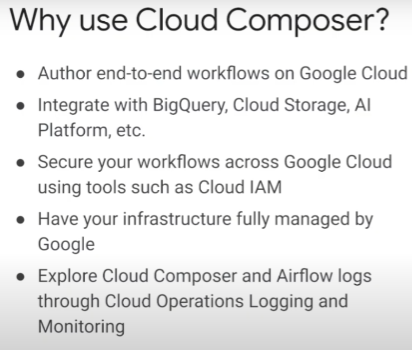 Why use Cloud Composer?
● Author end-to-end workflows on Google Cloud
● Integrate with BigQuery, Cloud Storage, AI
Platform, etc.
● Secure your workflows across Google Cloud
using tools such as Cloud IAM
● Have your infrastructure fully managed by
Google
● Explore Cloud Composer and Airflow logs
through Cloud Operations Logging and
Monitoring